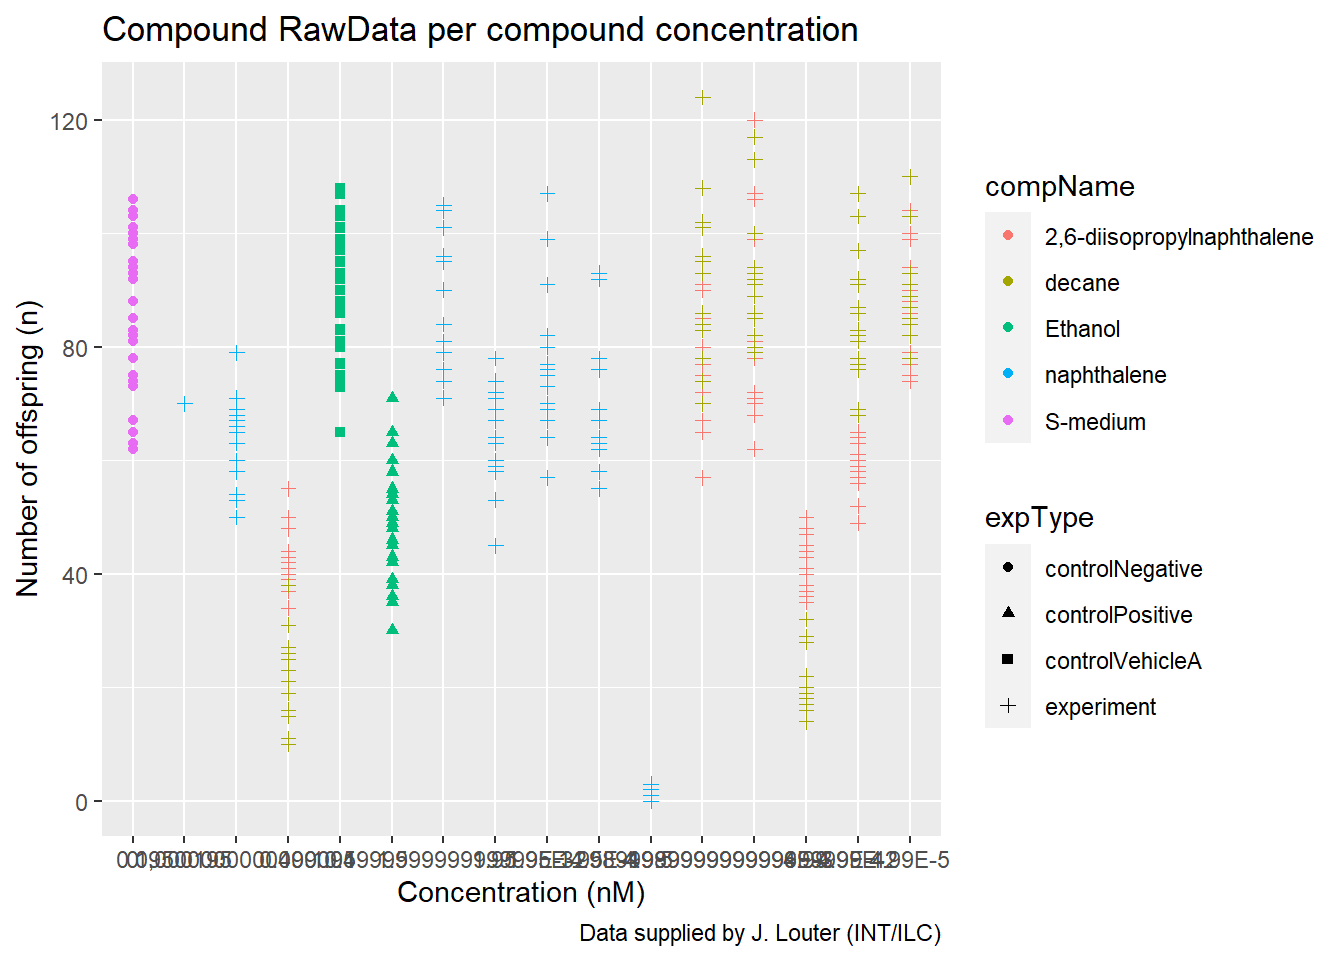 Compound RawData per compound concentration
Number of offspring (n)
120
80
40
0
Concentration (nM)
Data supplied by J. Louter (INT/ILC)
compName
2,6-diisopropylnaphthalene
decane
Ethanol
naphthalene
S-medium
expType
controlNegative
controlPositive
controlVehicleA
experiment